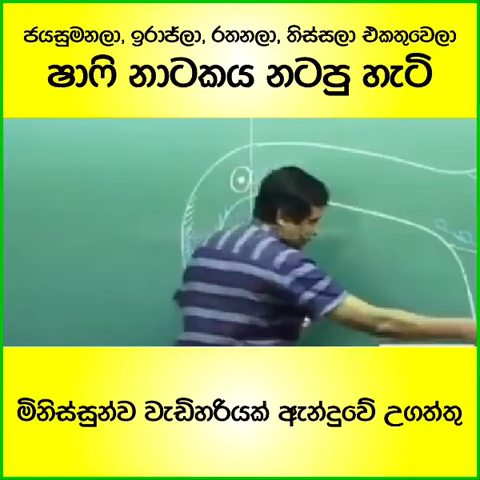 ජයසුමනලා, ඉරාජ්ලා, රතනලා, තිස්සලා එකතුවෙලා
ෂාෆි නාටකය නටපු හැටි
මිනිස්සුන්ව වැඩිහරියක් ඇන්දුවේ උගත්තු